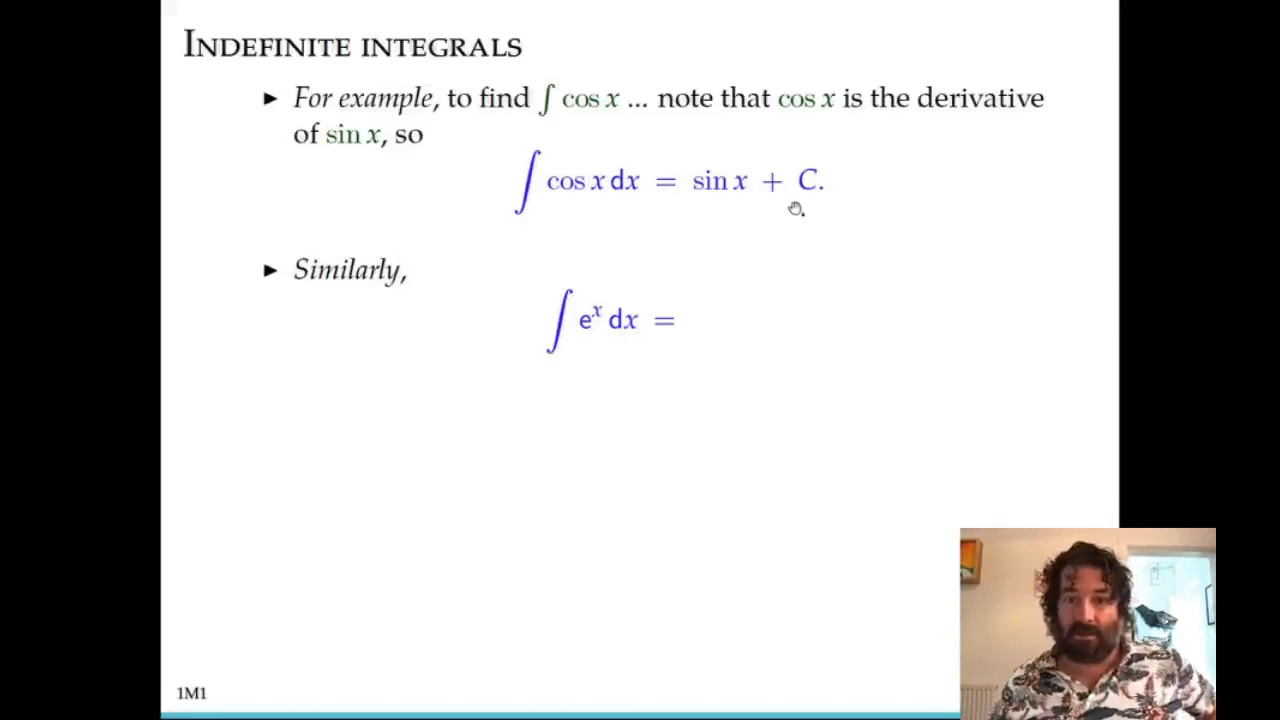 INDEFINITE INTEGRALS
▶ For example, to find ∫ cos x ... note that cos x is the derivative
of sin x, so
∫ cos x dx = sin x + C.
▶ Similarly,
∫ eˣ dx =
1M1